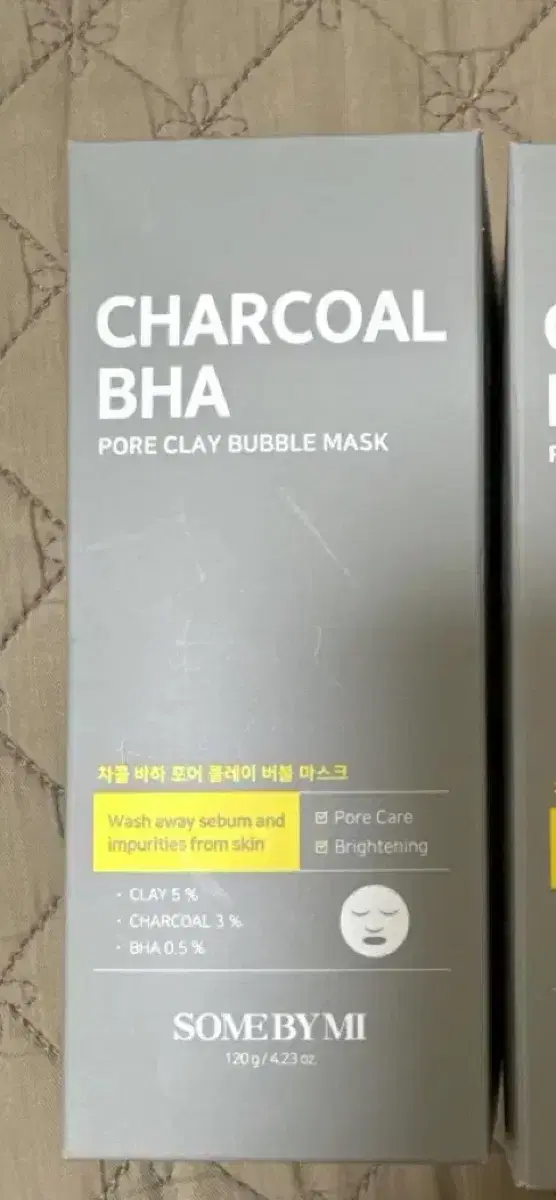 CHARCOAL
BHA
PORE CLAY BUBBLE MASK
차콜 바하 포어 클레이 버블 마스크
Wash away sebum and
impurities from skin
Pore Care
Brightening
· CLAY 5 %
· CHARCOAL 3 %
· BHA 0.5 %
SOME BY MI
120 g / 4.23 oz